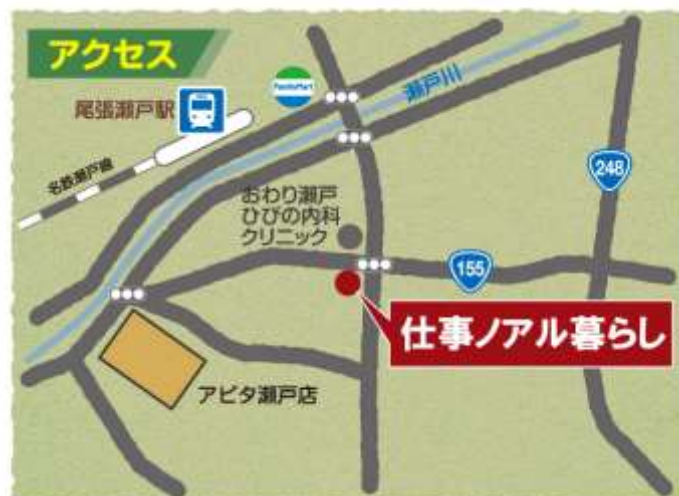 アクセス
尾張瀬戸駅
FamilyMart
瀬戸川
名鉄瀬戸線
248
おわり瀬戸
ひびの内科
クリニック
155
仕事ノアル暮らし
アピタ瀬戸店